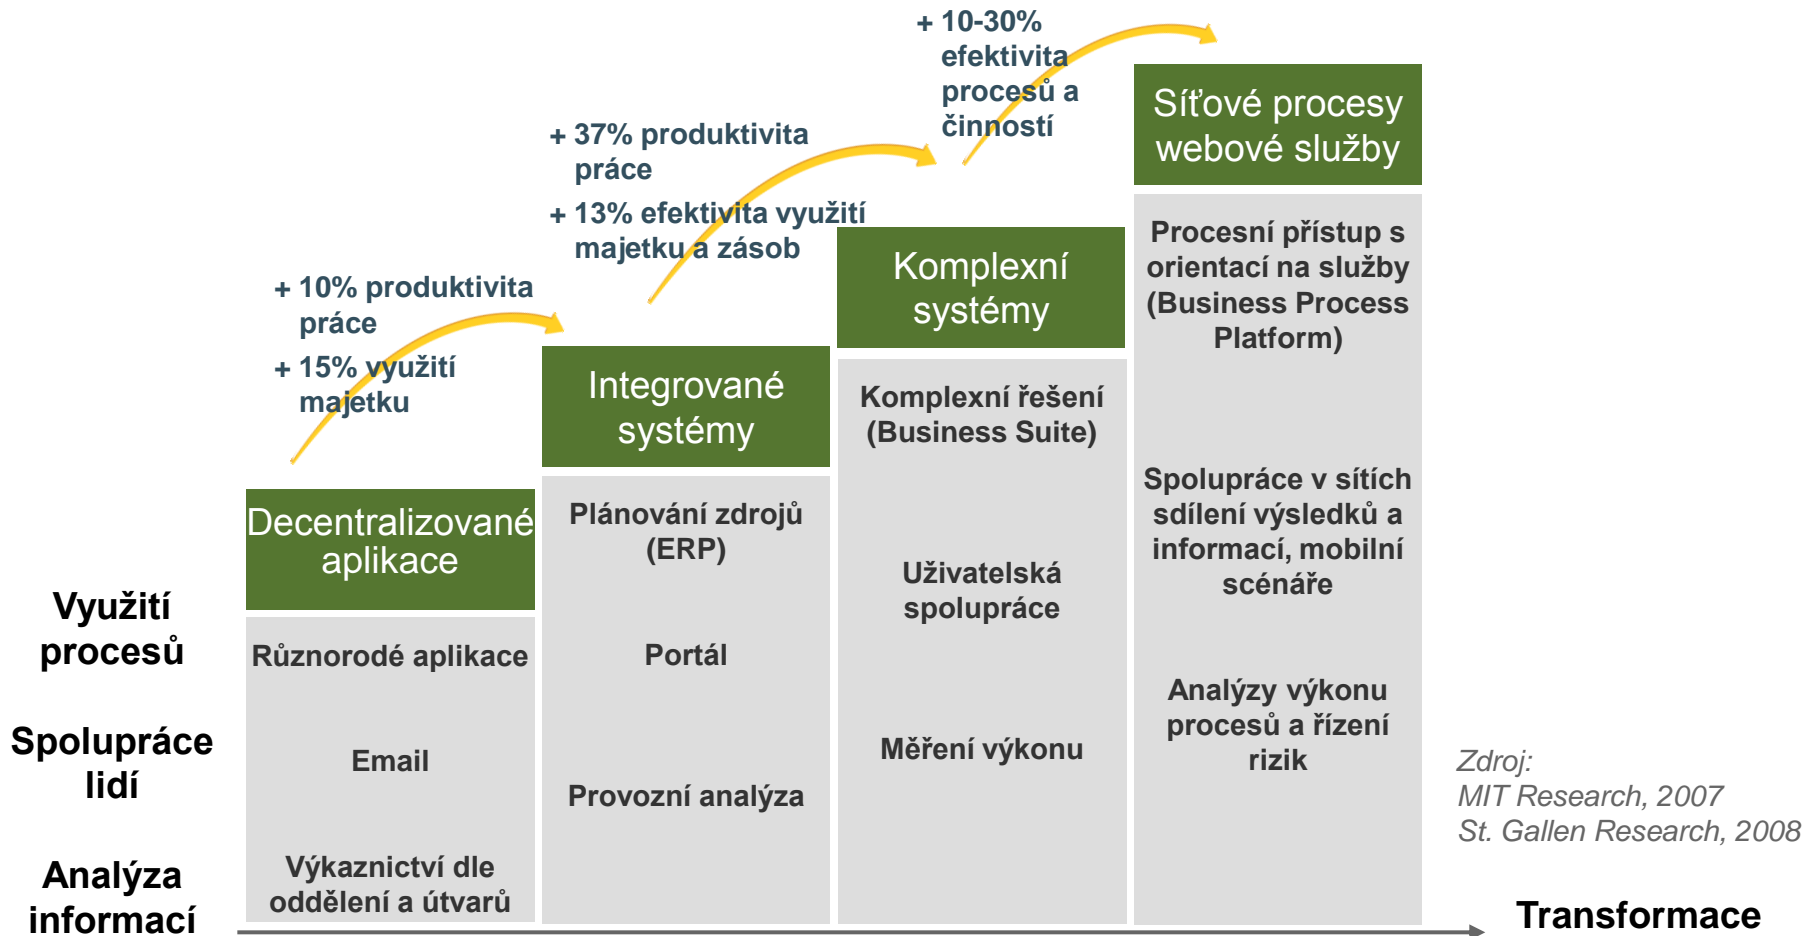 + 10-30%
efektivita
procesů a
činností
+ 37% produktivita
práce
+ 13% efektivita využití
majetku a zásob
+ 10% produktivita
práce
+ 15% využití
majetku
Využití
procesů
Spolupráce
lidí
Analýza
informací
Decentralizované
aplikace
Různorodé aplikace
Email
Výkaznictví dle
oddělení a útvarů
Integrované
systémy
Plánování zdrojů
(ERP)
Portál
Provozní analýza
Komplexní
systémy
Komplexní řešení
(Business Suite)
Uživatelská
spolupráce
Měření výkonu
Síťové procesy
webové služby
Procesní přístup s
orientací na služby
(Business Process
Platform)
Spolupráce v sítích
sdílení výsledků a
informací, mobilní
scénáře
Analýzy výkonu
procesů a řízení
rizik
Zdroj:
MIT Research, 2007
St. Gallen Research, 2008
Transformace